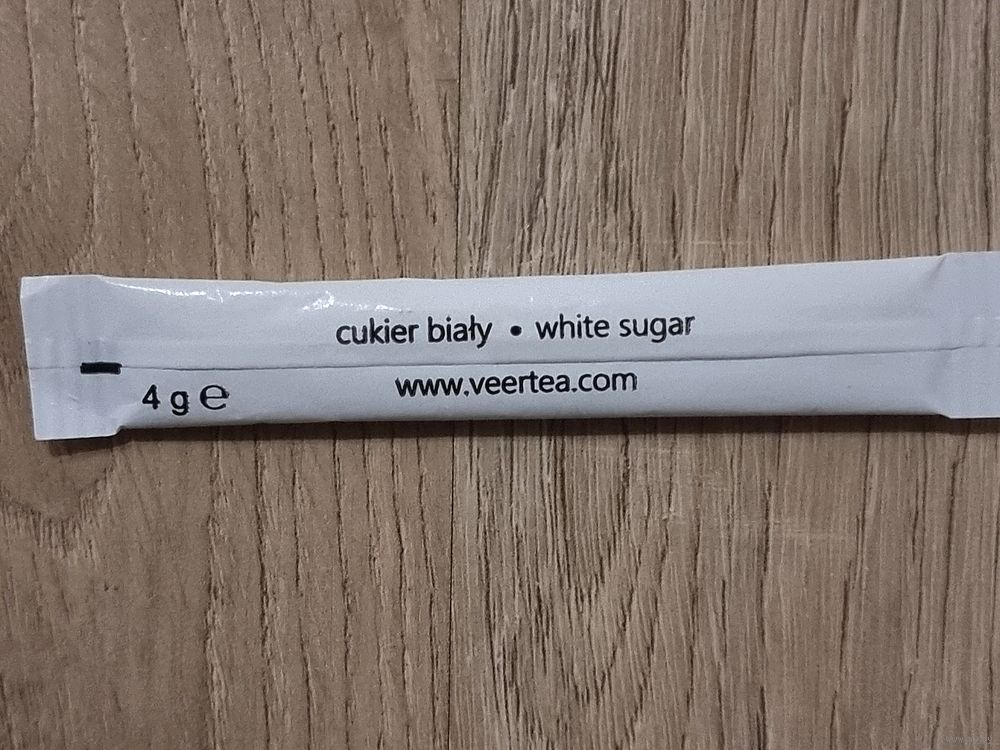 cukier biały • white sugar
www.veertea.com
4 g ℮